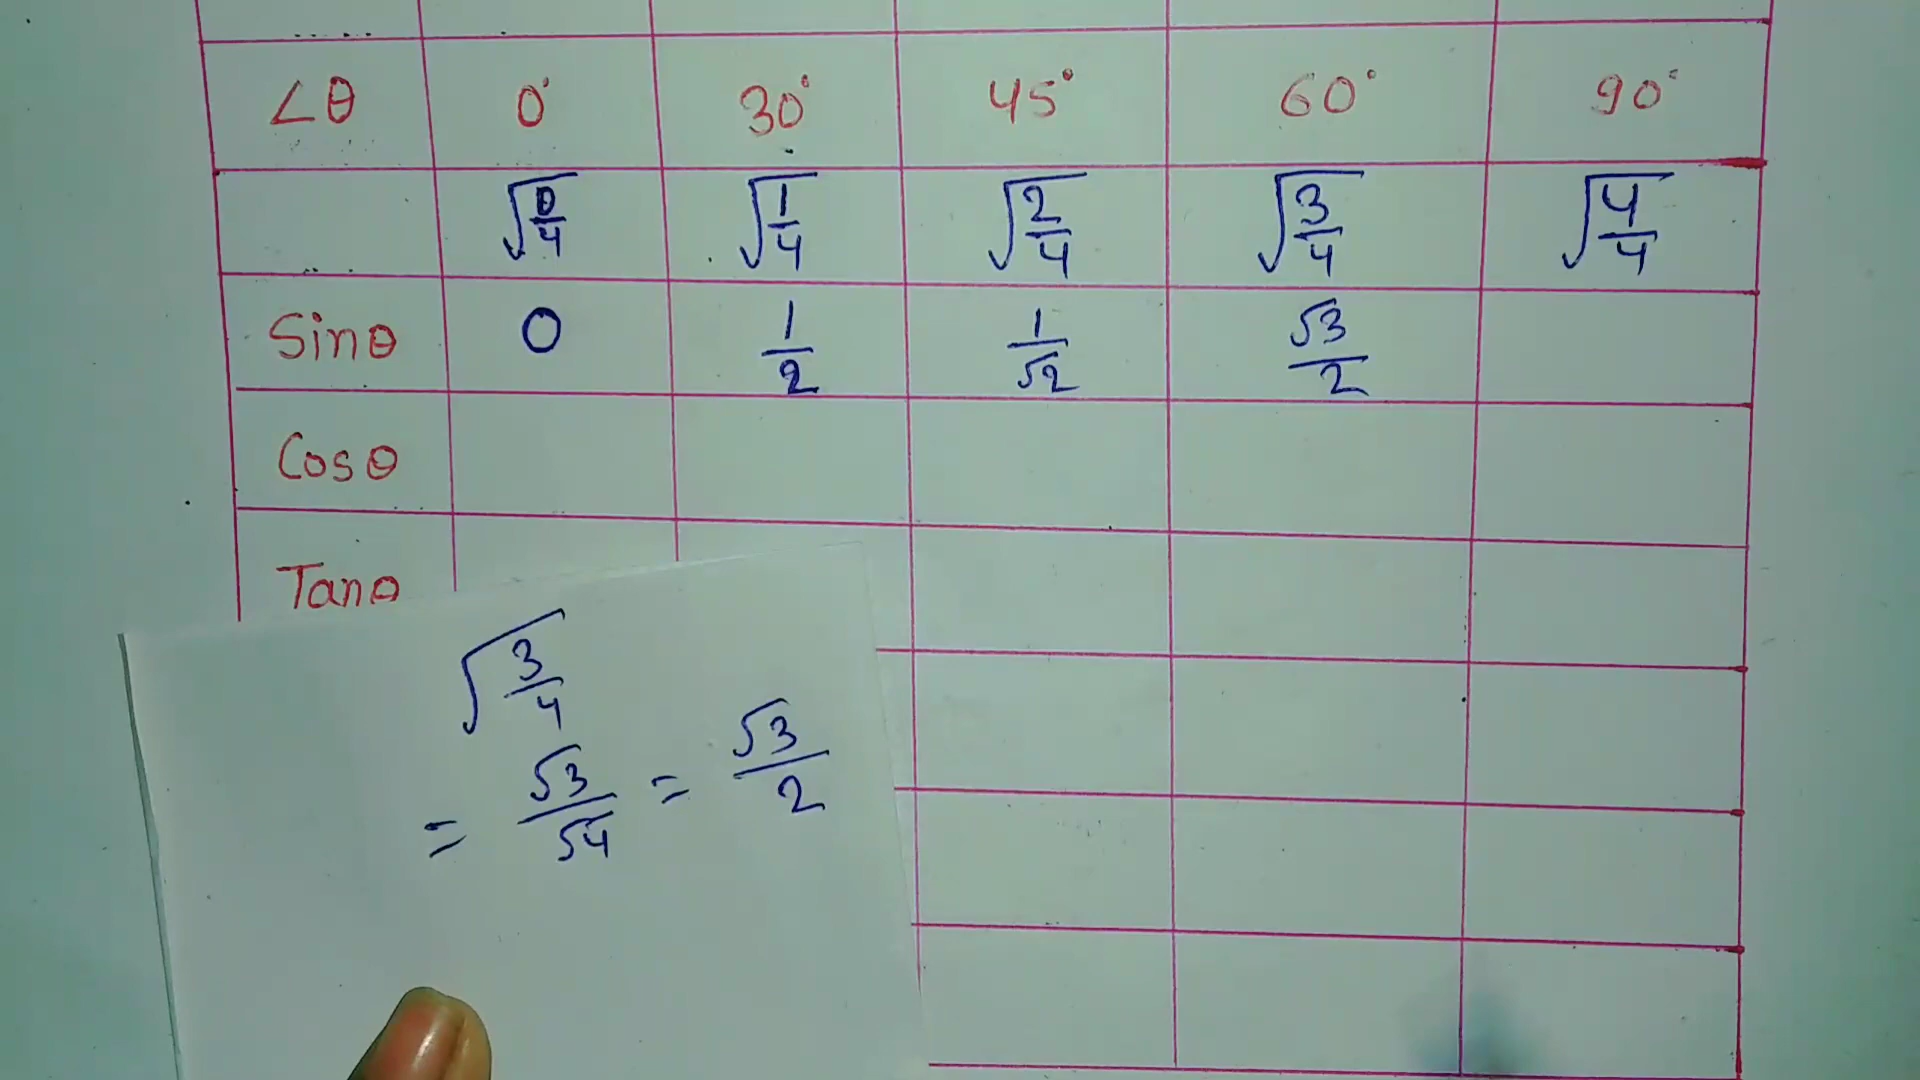 ∠θ 0° 30° 45° 60° 90°
√(0/4) √(1/4) √(2/4) √(3/4) √(4/4)
Sinθ 0 1/2 1/√2 √3/2
Cosθ
Tanθ
√(3/4)
= √3/√4 = √3/2